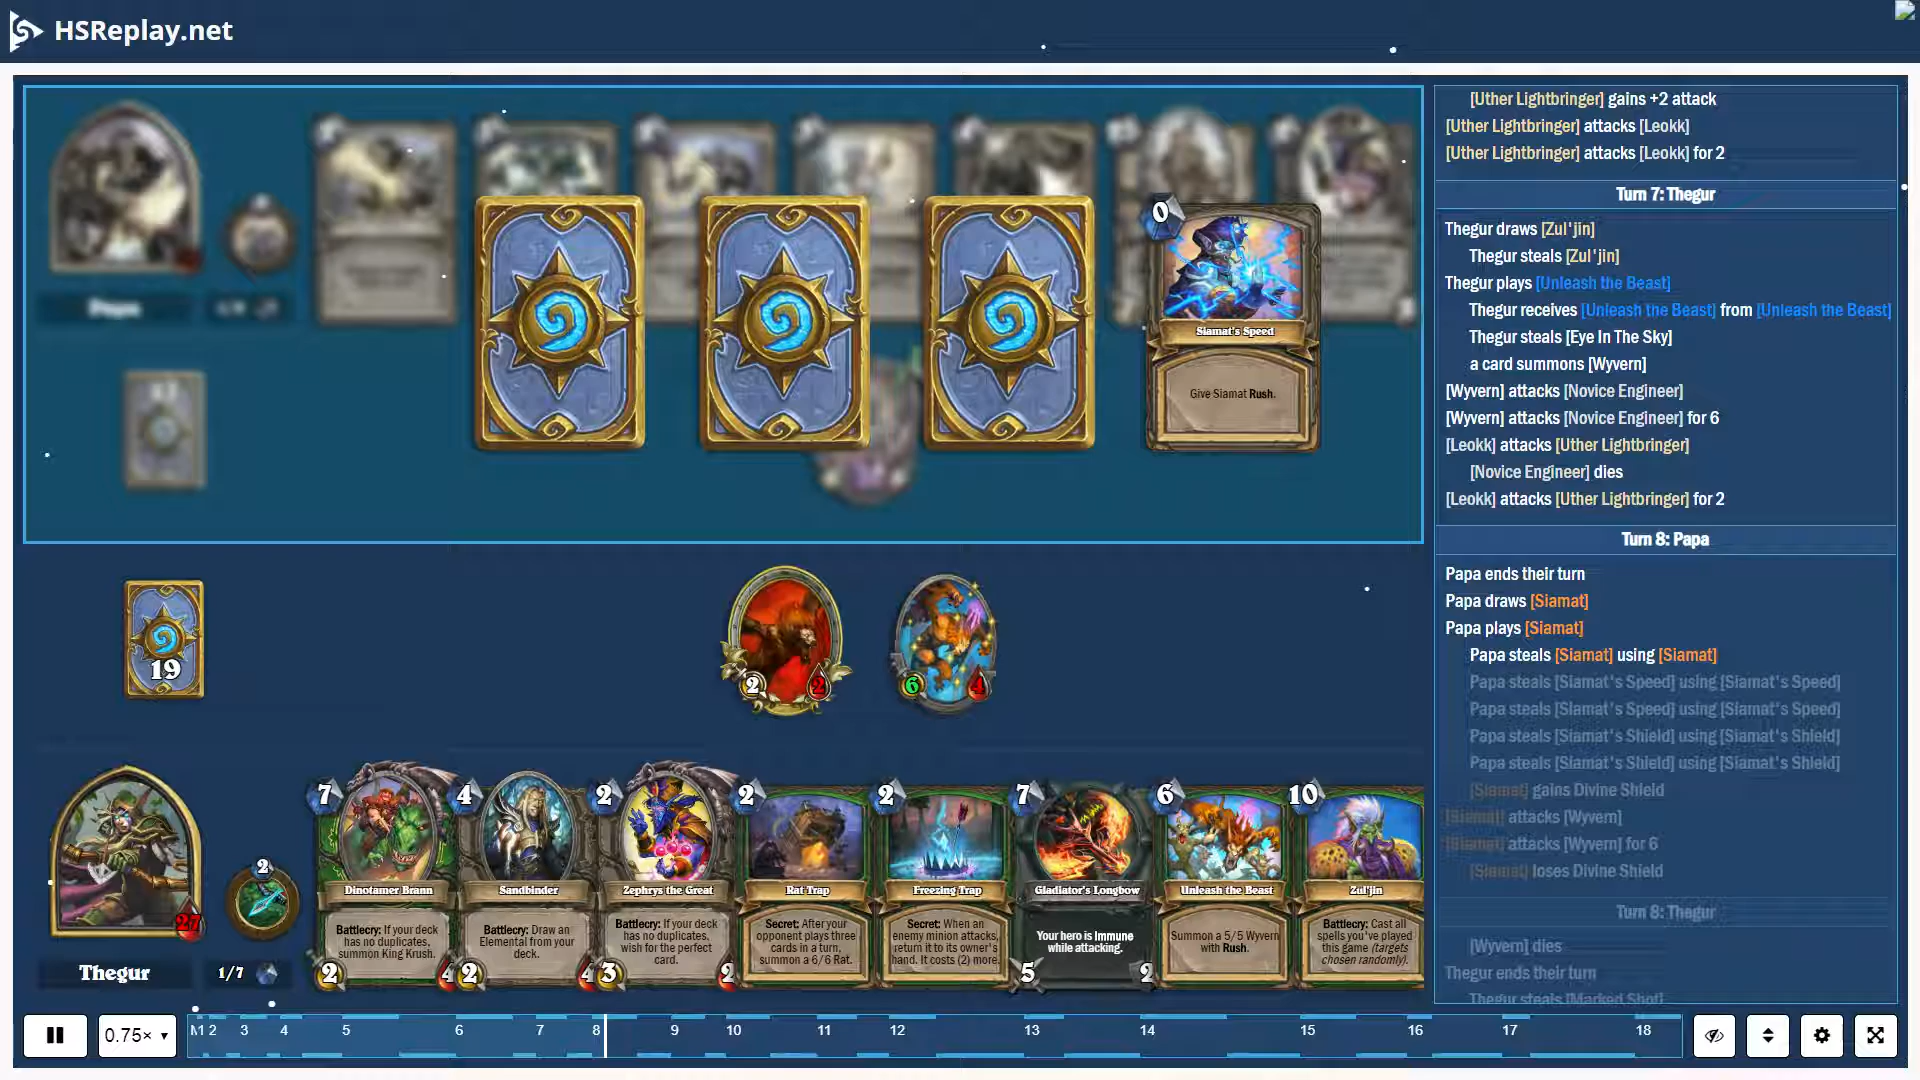 HSReplay.net
Papa
0
Siamat's Speed
Give Siamat Rush.
19
2
2
6
4
27
2
Thegur
1/7
7
Dinotamer Brann
Battlecry: If your deck
has no duplicates,
summon King Krush.
2
4
4
Sandbinder
Battlecry: Draw an
Elemental from your
deck.
2
4
2
Zephrys the Great
Battlecry: If your deck
has no duplicates,
wish for the perfect
card.
3
2
2
Rat Trap
Secret: After your
opponent plays three
cards in a turn,
summon a 6/6 Rat.
2
Freezing Trap
Secret: When an
enemy minion attacks,
return it to its owner's
hand. It costs (2) more.
7
Gladiator's Longbow
Your hero is Immune
while attacking.
5
2
6
Unleash the Beast
Summon a 5/5 Wyvern
with Rush.
10
Zul'jin
Battlecry: Cast all
spells you've played
this game (targets
chosen randomly).
[Uther Lightbringer] gains +2 attack
[Uther Lightbringer] attacks [Leokk]
[Uther Lightbringer] attacks [Leokk] for 2
Turn 7: Thegur
Thegur draws [Zul'jin]
Thegur steals [Zul'jin]
Thegur plays [Unleash the Beast]
Thegur receives [Unleash the Beast] from [Unleash the Beast]
Thegur steals [Eye In The Sky]
a card summons [Wyvern]
[Wyvern] attacks [Novice Engineer]
[Wyvern] attacks [Novice Engineer] for 6
[Leokk] attacks [Uther Lightbringer]
[Novice Engineer] dies
[Leokk] attacks [Uther Lightbringer] for 2
Turn 8: Papa
Papa ends their turn
Papa draws [Siamat]
Papa plays [Siamat]
Papa steals [Siamat] using [Siamat]
Papa steals [Siamat's Speed] using [Siamat's Speed]
Papa steals [Siamat's Speed] using [Siamat's Speed]
Papa steals [Siamat's Shield] using [Siamat's Shield]
Papa steals [Siamat's Shield] using [Siamat's Shield]
[Siamat] gains Divine Shield
[Siamat] attacks [Wyvern]
[Siamat] attacks [Wyvern] for 6
[Siamat] loses Divine Shield
Turn 8: Thegur
[Wyvern] dies
Thegur ends their turn
Thegur steals [Marked Shot]
0.75×
M1 2 3 4 5 6 7 8 9 10 11 12 13 14 15 16 17 18